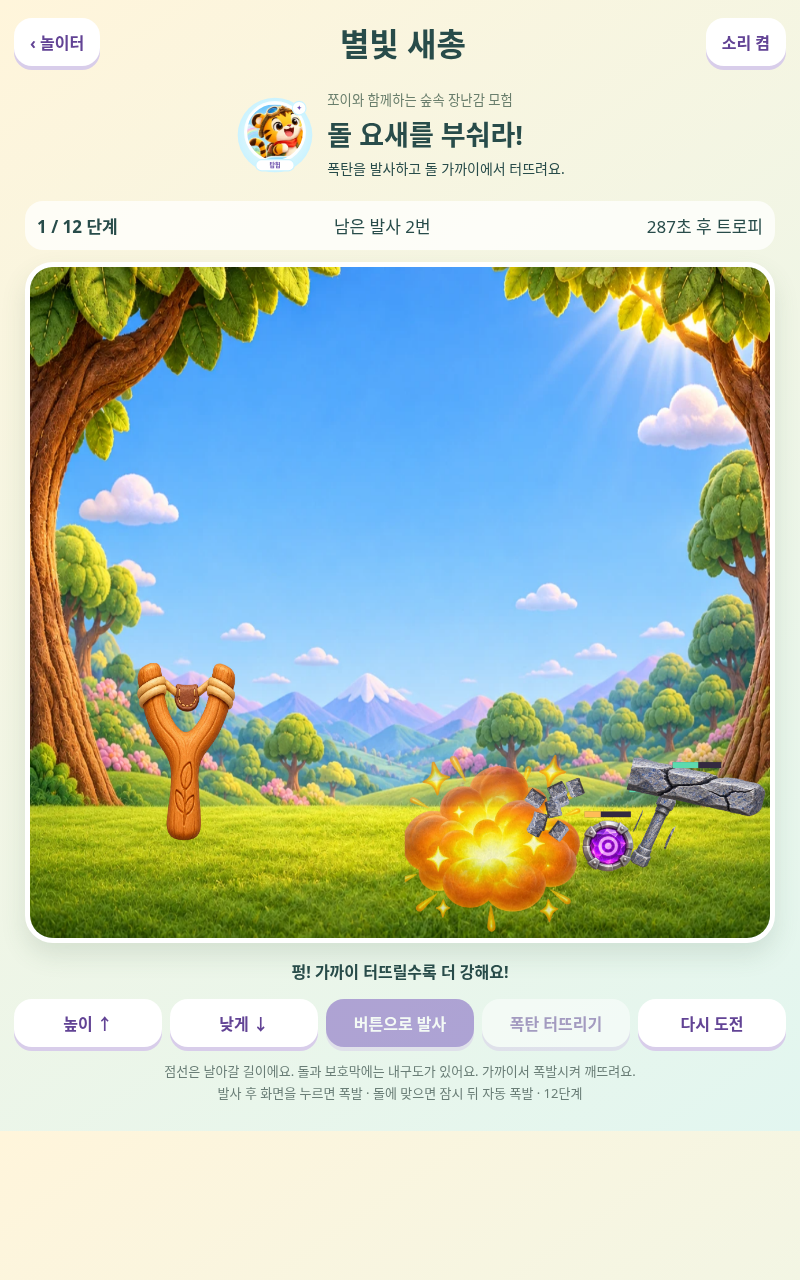 ‹ 놀이터
별빛 새총
소리 켬
쪼이와 함께하는 숲속 장난감 모험
돌 요새를 부숴라!
폭탄을 발사하고 돌 가까이에서 터뜨려요.
탐험
1 / 12 단계
남은 발사 2번
287초 후 트로피
펑! 가까이 터뜨릴수록 더 강해요!
높이 ↑
낮게 ↓
버튼으로 발사
폭탄 터뜨리기
다시 도전
점선은 날아갈 길이에요. 돌과 보호막에는 내구도가 있어요. 가까이서 폭발시켜 깨뜨려요.
발사 후 화면을 누르면 폭발 · 돌에 맞으면 잠시 뒤 자동 폭발 · 12단계